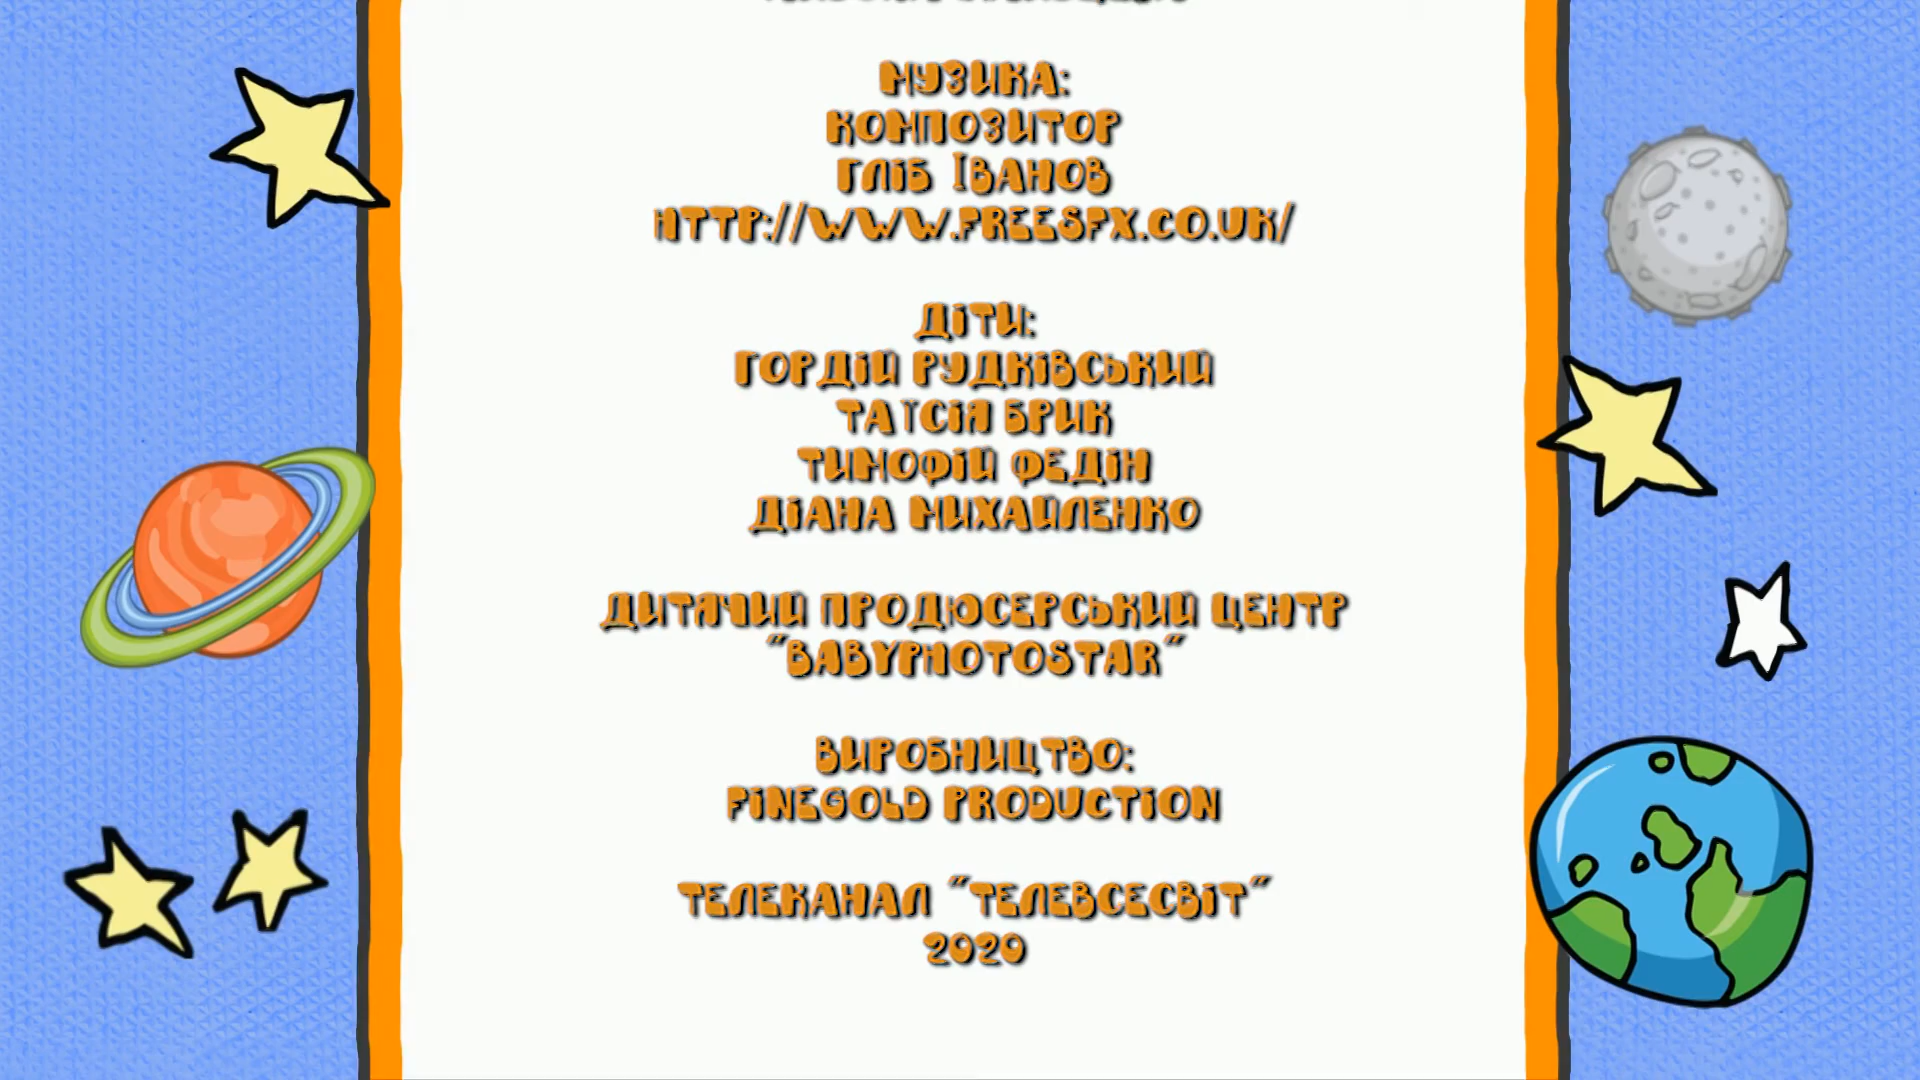 МУЗИКА:
КОМПОЗИТОР
ГЛІБ ІВАНОВ
HTTP://WWW.FREESFX.CO.UK/
ДІТИ:
ГОРДІЙ РУДКІВСЬКИЙ
ТАЇСІЯ БРИК
ТИМОФІЙ ФЕДІН
ДІАНА МИХАЙЛЕНКО
ДИТЯЧИЙ ПРОДЮСЕРСЬКИЙ ЦЕНТР
"BABYPHOTOSTAR"
ВИРОБНИЦТВО:
FINEGOLD PRODUCTION
ТЕЛЕКАНАЛ "ТЕЛЕВСЕСВІТ"
2020